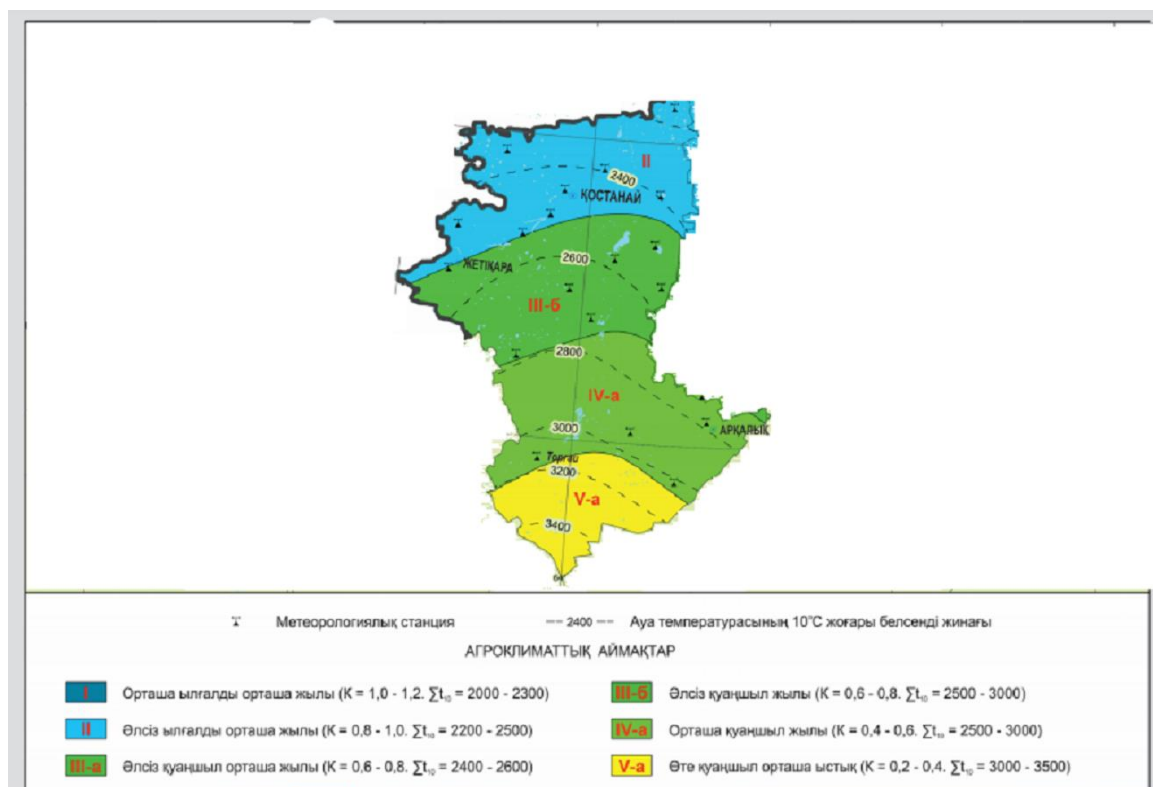 II
2400
ҚОСТАНАЙ
ЖЕТІҚАРА
2600
III-б
2800
IV-а
3000
АРҚАЛЫҚ
Торғай
3200
V-а
3400
Метеорологиялық станция
2400 Ауа температурасының 10°С жоғары белсенді жинағы
АГРОКЛИМАТТЫҚ АЙМАҚТАР
I Орташа ылғалды орташа жылы (К = 1,0 - 1,2. ∑t₁₀ = 2000 - 2300)
II Әлсіз ылғалды орташа жылы (К = 0,8 - 1,0. ∑t₁₀ = 2200 - 2500)
III-а Әлсіз қуаңшыл орташа жылы (К = 0,6 - 0,8. ∑t₁₀ = 2400 - 2600)
III-б Әлсіз қуаңшыл жылы (К = 0,6 - 0,8. ∑t₁₀ = 2500 - 3000)
IV-а Орташа қуаңшыл жылы (К = 0,4 - 0,6. ∑t₁₀ = 2500 - 3000)
V-а Өте қуаңшыл орташа ыстық (К = 0,2 - 0,4. ∑t₁₀ = 3000 - 3500)